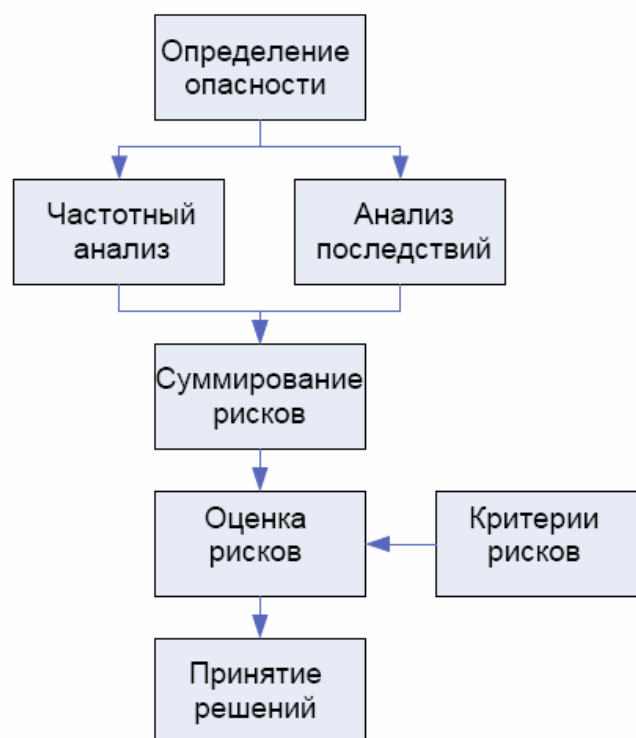 Определение
опасности
Частотный
анализ
Анализ
последствий
Суммирование
рисков
Оценка
рисков
Критерии
рисков
Принятие
решений